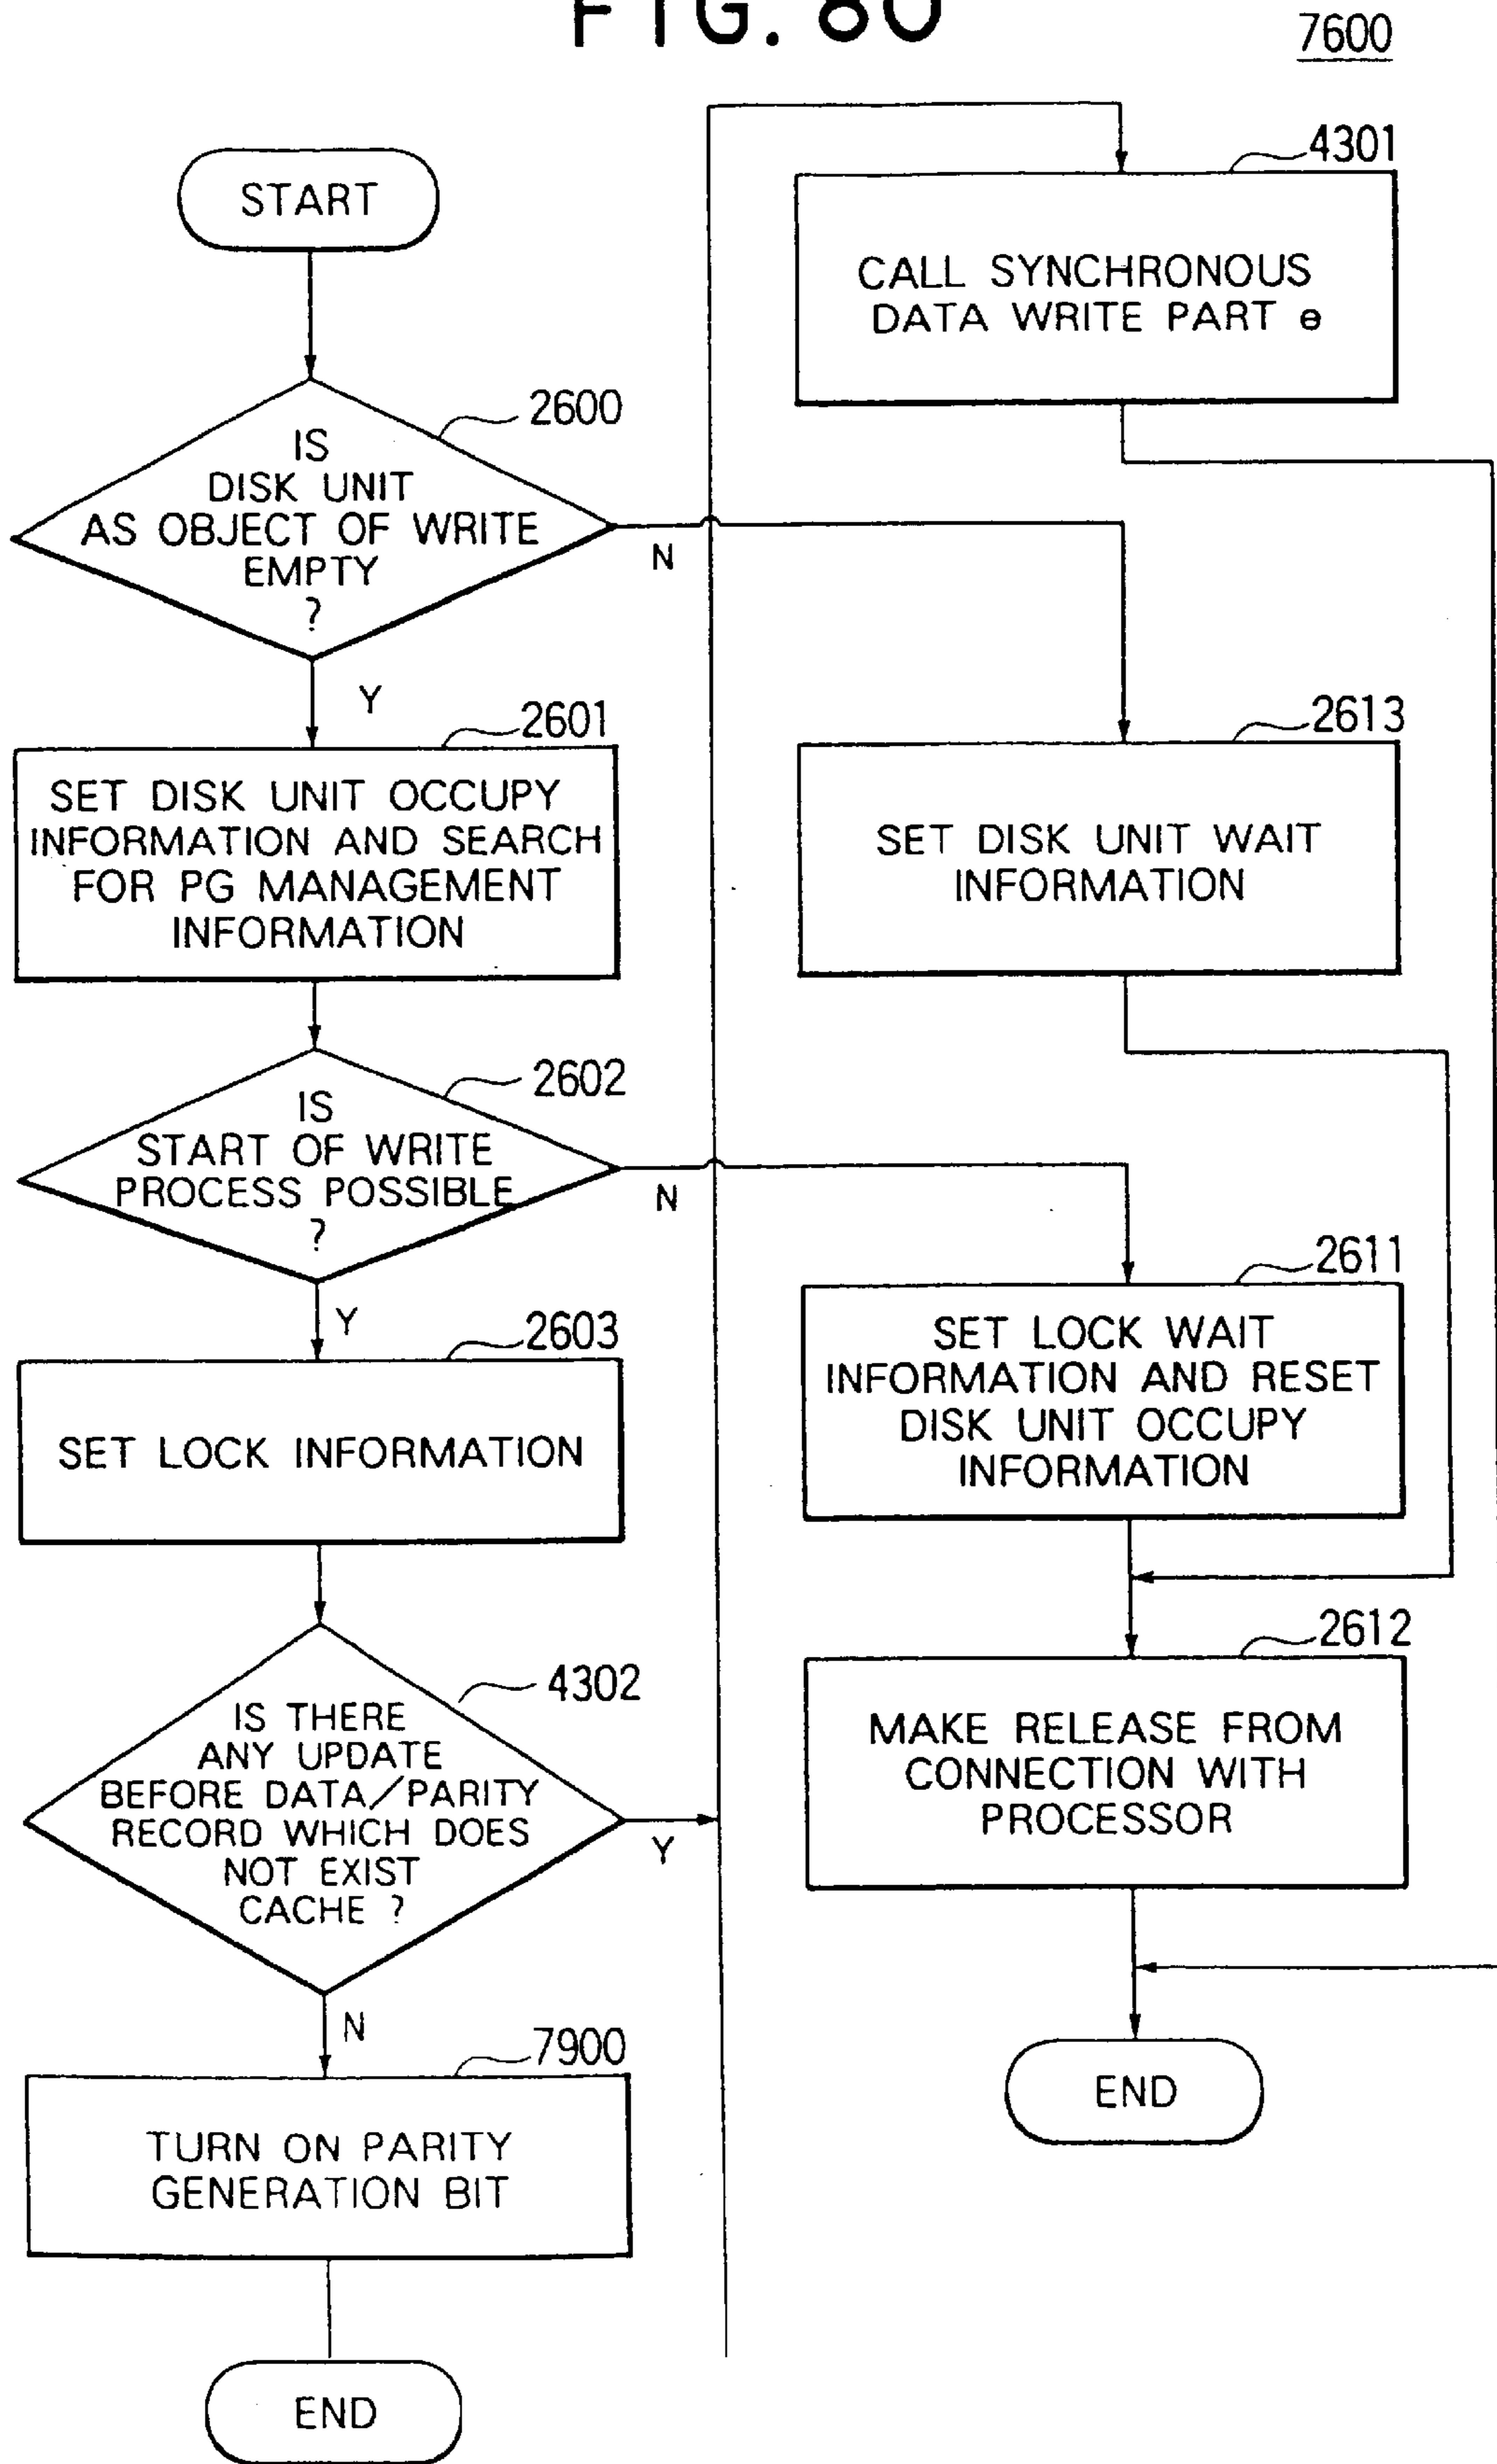 FIG. 80
7600
START
2600
IS
DISK UNIT
AS OBJECT OF WRITE
EMPTY
?
N
Y
2601
SET DISK UNIT OCCUPY
INFORMATION AND SEARCH
FOR PG MANAGEMENT
INFORMATION
2602
IS
START OF WRITE
PROCESS POSSIBLE
?
N
Y
2603
SET LOCK INFORMATION
4302
IS THERE
ANY UPDATE
BEFORE DATA/PARITY
RECORD WHICH DOES
NOT EXIST
CACHE ?
Y
N
7900
TURN ON PARITY
GENERATION BIT
END
4301
CALL SYNCHRONOUS
DATA WRITE PART e
2613
SET DISK UNIT WAIT
INFORMATION
2611
SET LOCK WAIT
INFORMATION AND RESET
DISK UNIT OCCUPY
INFORMATION
2612
MAKE RELEASE FROM
CONNECTION WITH
PROCESSOR
END